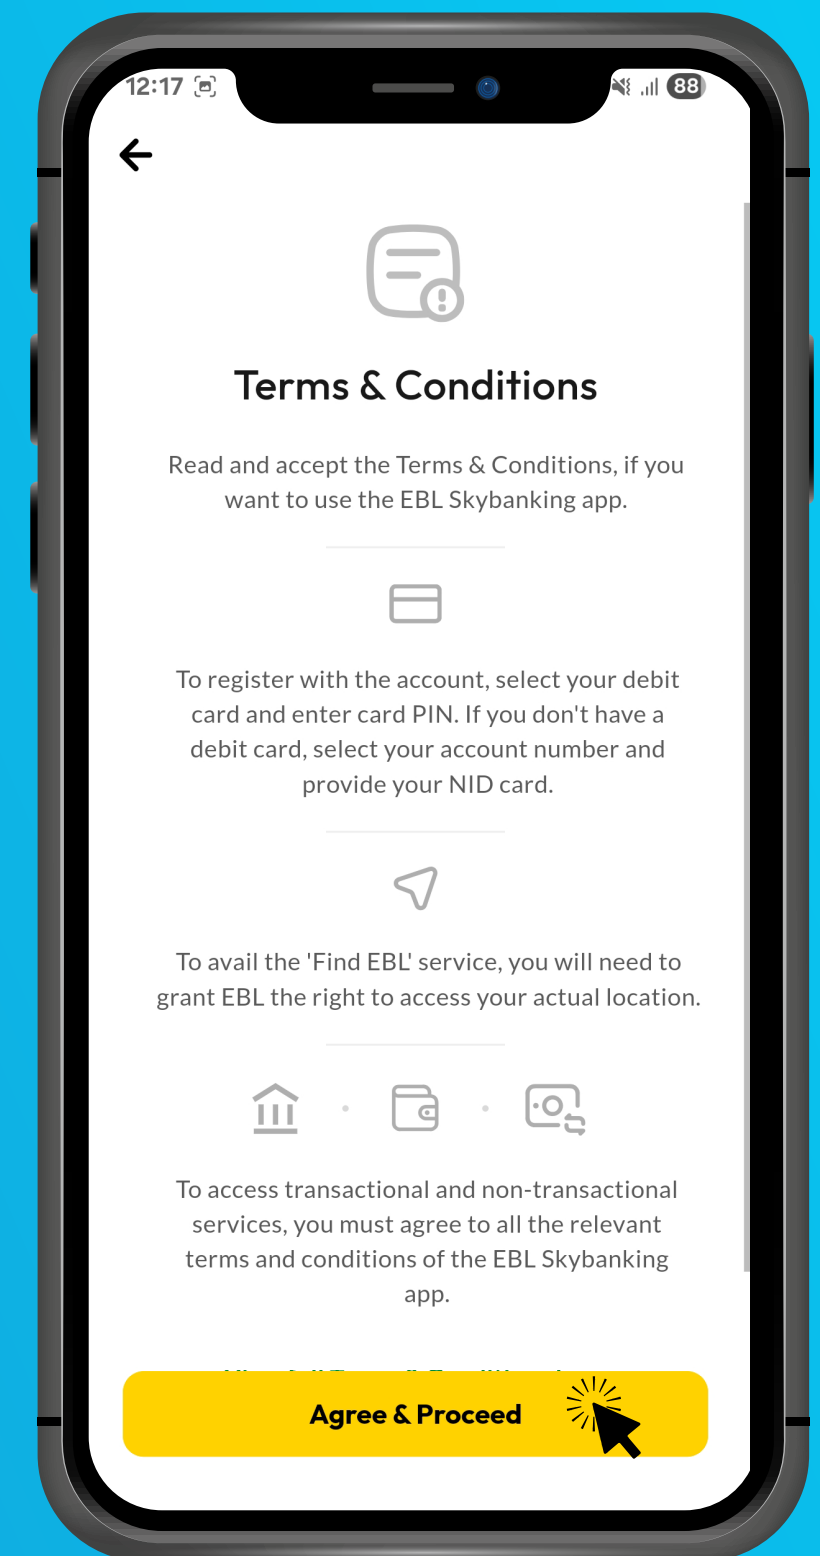 12:17
88
Terms & Conditions
Read and accept the Terms & Conditions, if you
want to use the EBL Skybanking app.
To register with the account, select your debit
card and enter card PIN. If you don't have a
debit card, select your account number and
provide your NID card.
To avail the 'Find EBL' service, you will need to
grant EBL the right to access your actual location.
To access transactional and non-transactional
services, you must agree to all the relevant
terms and conditions of the EBL Skybanking
app.
Agree & Proceed